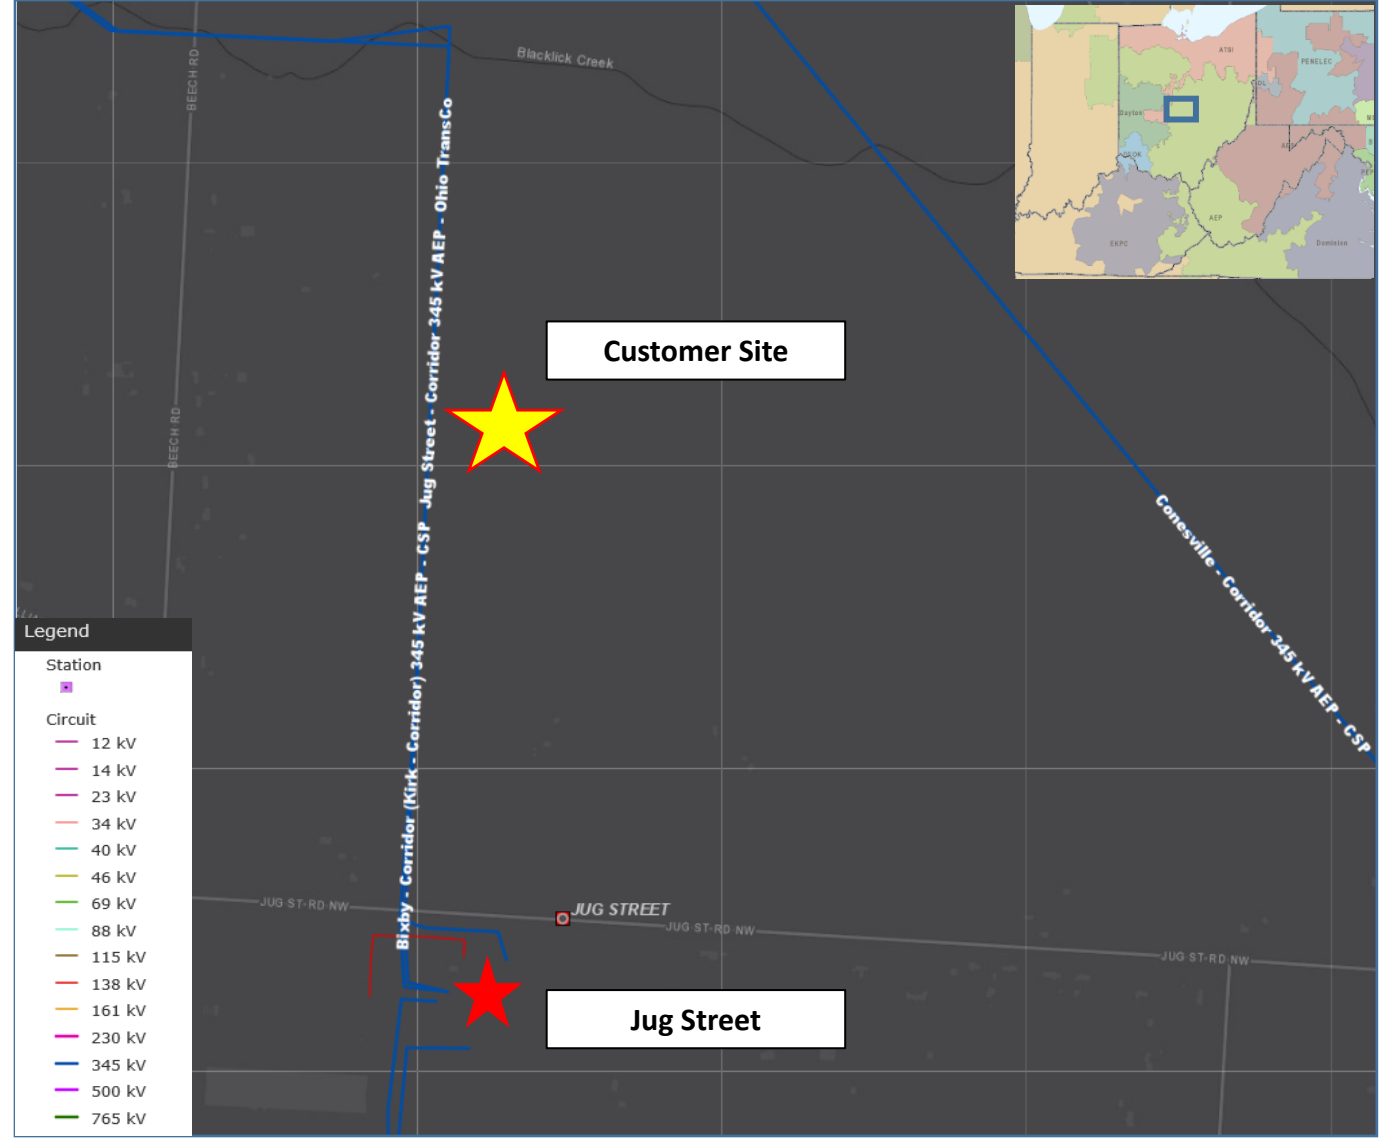 BEECH RD
Blacklick Creek
ATSI
PENELEC
Dayton
DEOK
AEP
EKPC
Dominion
Customer Site
BEECH RD
Bixby - Corridor (Kirk - Corridor) 345 kV AEP - CSP Jug Street - Corridor 345 kV AEP - Ohio TransCo
Conesville - Corridor 345 kV AEP - CSP
Legend
Station
Circuit
12 kV
14 kV
23 kV
34 kV
40 kV
46 kV
69 kV
88 kV
115 kV
138 kV
161 kV
230 kV
345 kV
500 kV
765 kV
JUG ST-RD NW
JUG STREET
JUG ST-RD NW
JUG ST-RD NW
Jug Street